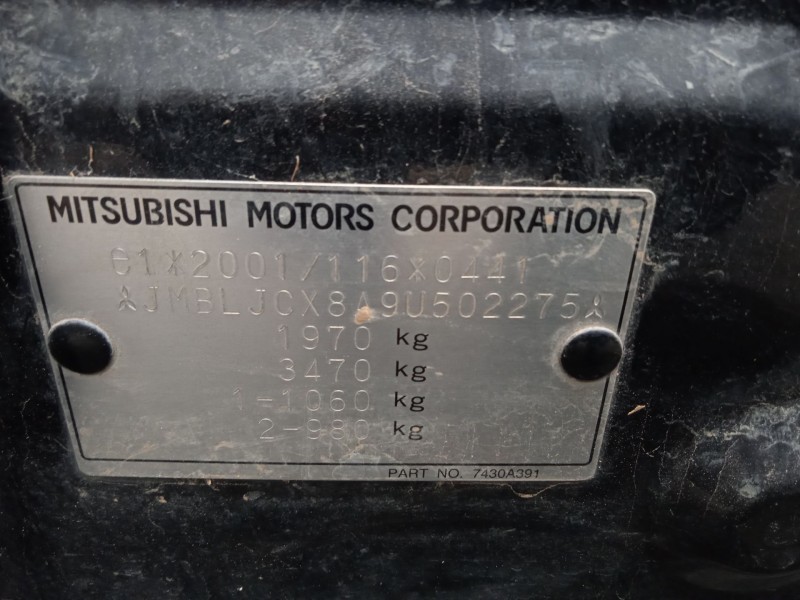 MITSUBISHI MOTORS CORPORATION
e1*2001/116*0441
JMBLJCX8A9U502275
1970 kg
3470 kg
1-1060 kg
2-980 kg
PART NO. 7430A391